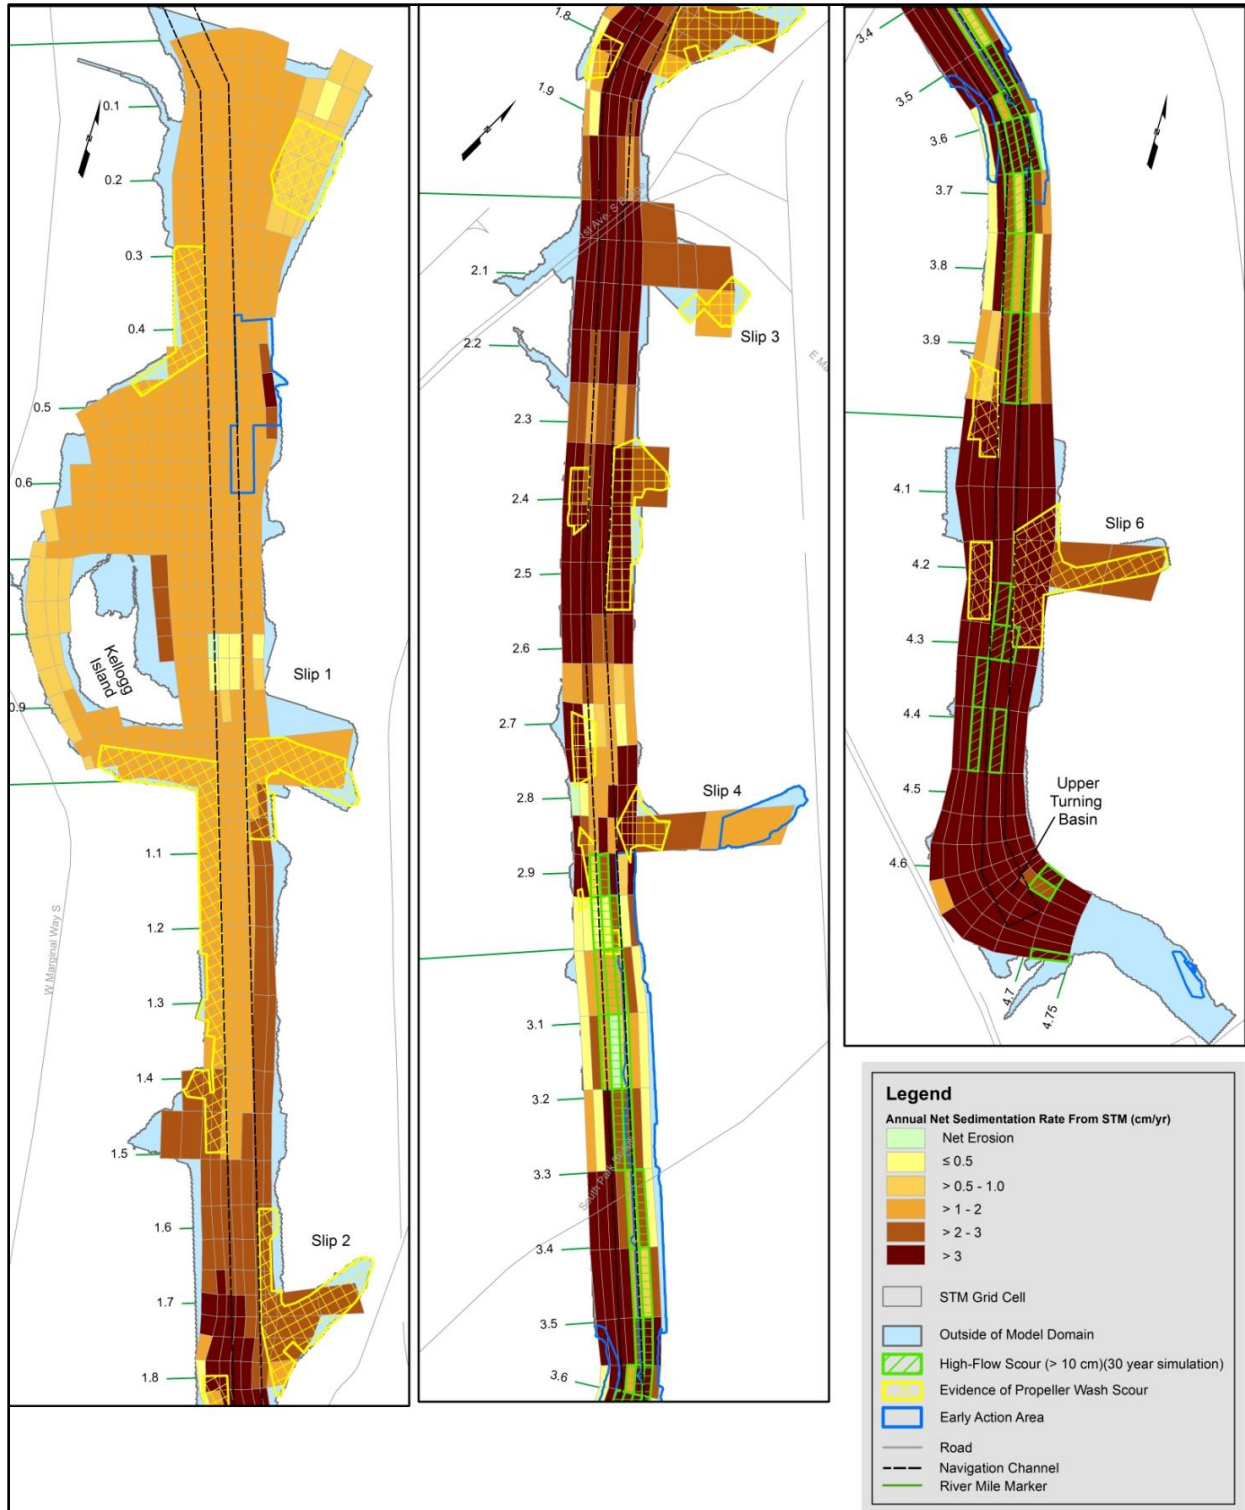 0.1
N
0.2
0.3
0.4
0.5
0.6
Kellogg
Island
Slip 1
0.9
1.1
1.2
W Marginal Way S
1.3
1.4
1.5
1.6
Slip 2
1.7
1.8
1.8
1.9
N
1st Ave. S Bridge
2.1
Slip 3
2.2
2.3
2.4
2.5
2.6
2.7
Slip 4
2.8
2.9
3.1
3.2
3.3
South Park Bridge
3.4
3.5
3.6
3.4
3.5
3.6
N
3.7
3.8
3.9
4.1
Slip 6
4.2
4.3
4.4
4.5
Upper
Turning
Basin
4.6
4.7
4.75
Legend
Annual Net Sedimentation Rate From STM (cm/yr)
Net Erosion
≤ 0.5
> 0.5 - 1.0
> 1 - 2
> 2 - 3
> 3
STM Grid Cell
Outside of Model Domain
High-Flow Scour (> 10 cm)(30 year simulation)
Evidence of Propeller Wash Scour
Early Action Area
Road
Navigation Channel
River Mile Marker